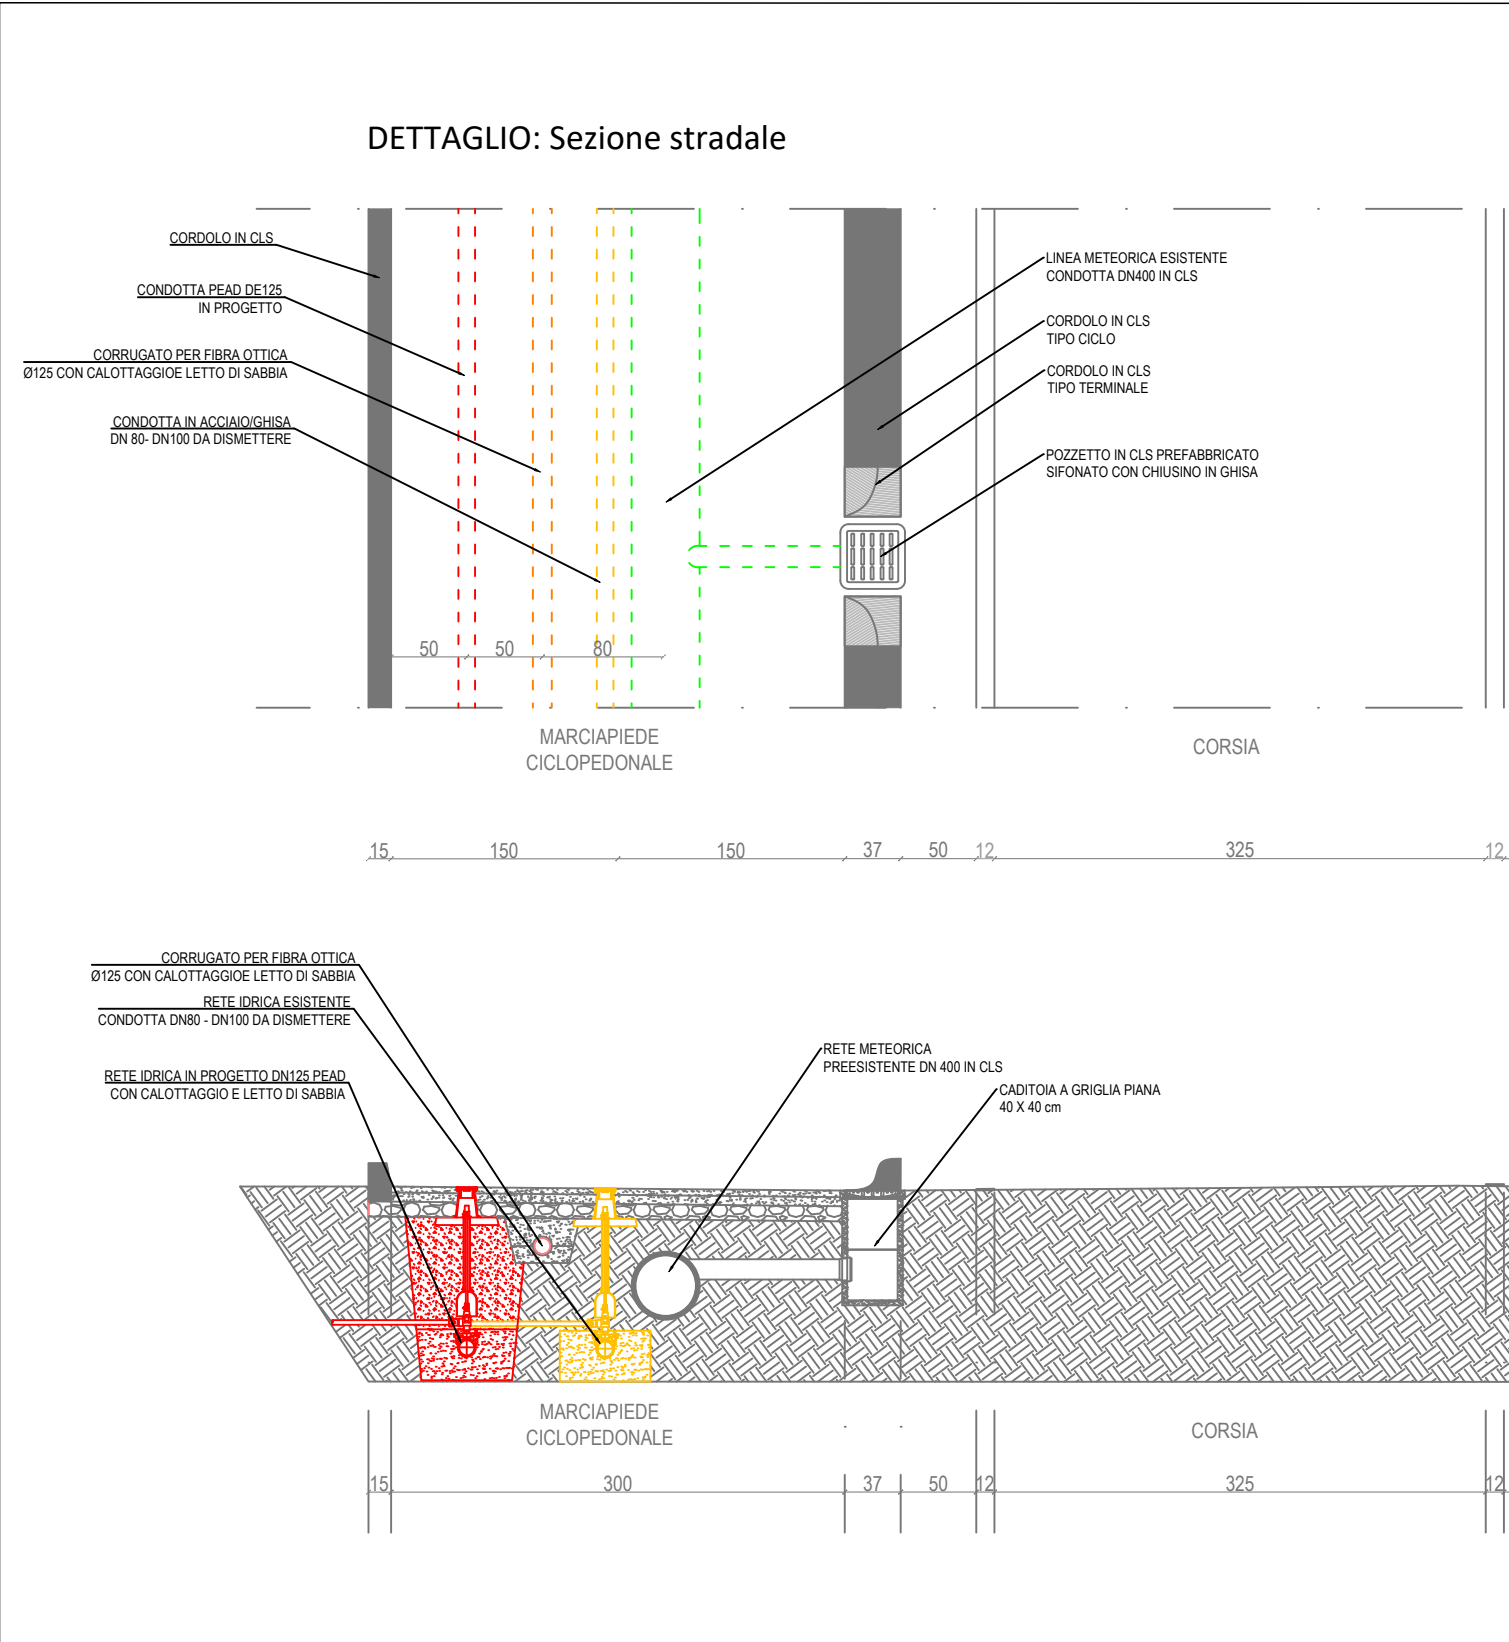 DETTAGLIO: Sezione stradale
CORDOLO IN CLS
CONDOTTA PEAD DE125
IN PROGETTO
CORRUGATO PER FIBRA OTTICA
Ø125 CON CALOTTAGGIOE LETTO DI SABBIA
CONDOTTA IN ACCIAIO/GHISA
DN 80- DN100 DA DISMETTERE
LINEA METEORICA ESISTENTE
CONDOTTA DN400 IN CLS
CORDOLO IN CLS
TIPO CICLO
CORDOLO IN CLS
TIPO TERMINALE
POZZETTO IN CLS PREFABBRICATO
SIFONATO CON CHIUSINO IN GHISA
50 50 80
MARCIAPIEDE
CICLOPEDONALE
CORSIA
15 150 150 37 50 12 325 12
CORRUGATO PER FIBRA OTTICA
Ø125 CON CALOTTAGGIOE LETTO DI SABBIA
RETE IDRICA ESISTENTE
CONDOTTA DN80 - DN100 DA DISMETTERE
RETE IDRICA IN PROGETTO DN125 PEAD
CON CALOTTAGGIO E LETTO DI SABBIA
RETE METEORICA
PREESISTENTE DN 400 IN CLS
CADITOIA A GRIGLIA PIANA
40 X 40 cm
MARCIAPIEDE
CICLOPEDONALE
CORSIA
15 300 37 50 12 325 12